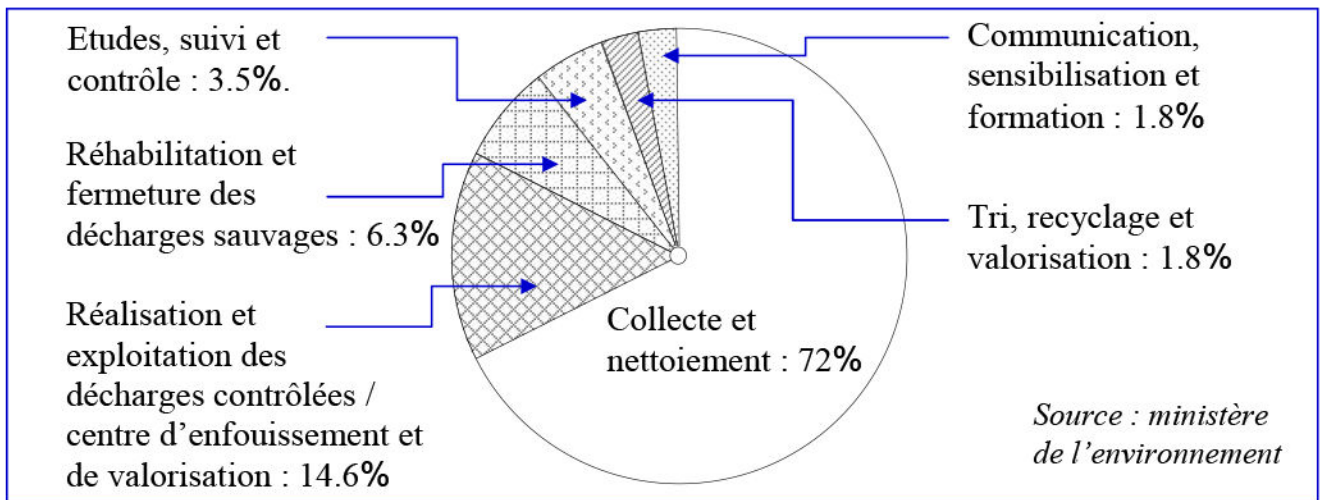 Etudes, suivi et
contrôle : 3.5%.
Réhabilitation et
fermeture des
décharges sauvages : 6.3%
Réalisation et
exploitation des
décharges contrôlées /
centre d’enfouissement et
de valorisation : 14.6%
Collecte et
nettoiement : 72%
Communication,
sensibilisation et
formation : 1.8%
Tri, recyclage et
valorisation : 1.8%
Source : ministère
de l’environnement